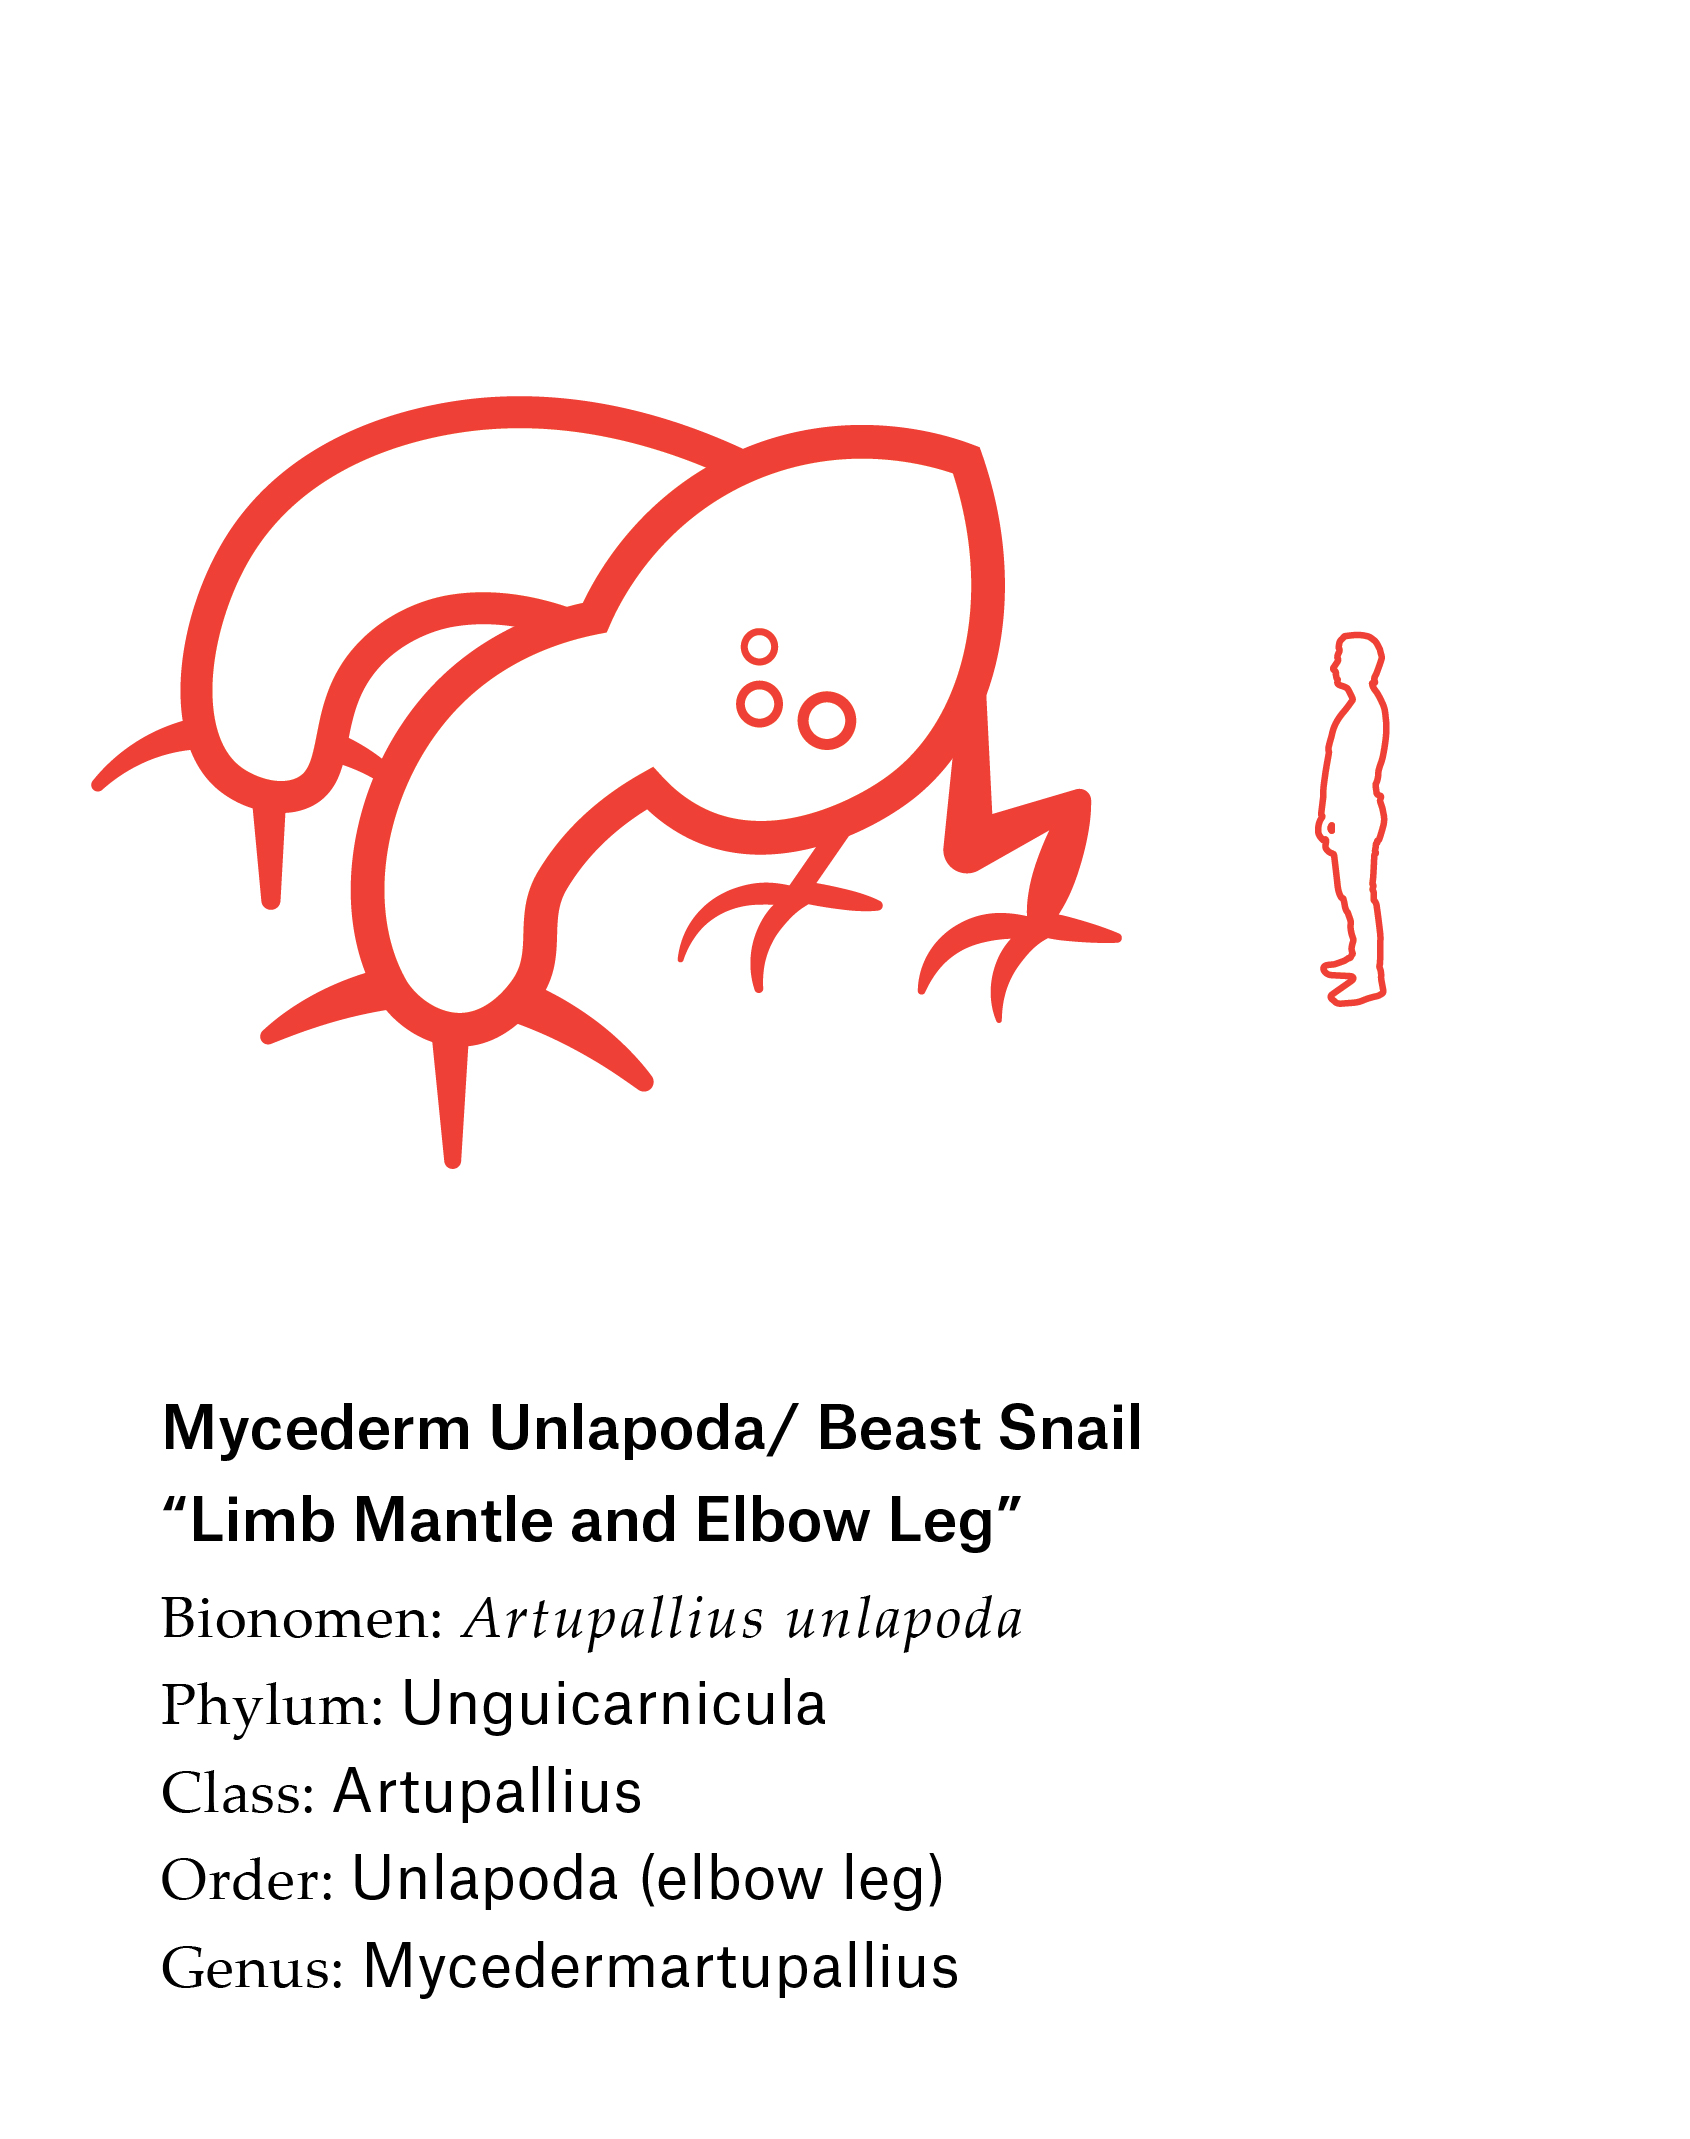 Mycederm Unlapoda/ Beast Snail
“Limb Mantle and Elbow Leg”
Bionomen: Artupallius unlapoda
Phylum: Unguicarnicula
Class: Artupallius
Order: Unlapoda (elbow leg)
Genus: Mycedermartupallius